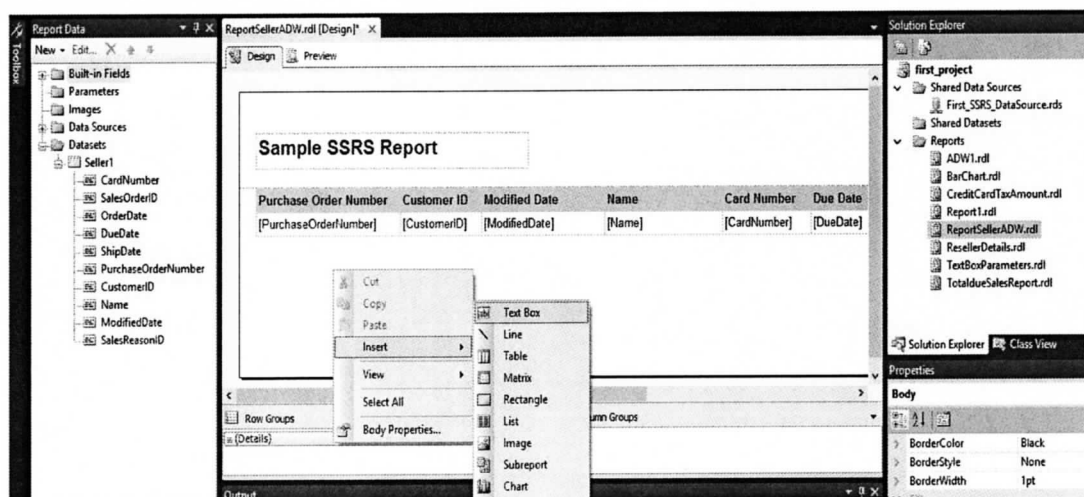 Toolbox
Report Data
New Edit...
Built-in Fields
Parameters
Images
Data Sources
Datasets
Seller1
CardNumber
SalesOrderID
OrderDate
DueDate
ShipDate
PurchaseOrderNumber
CustomerID
Name
ModifiedDate
SalesReasonID
ReportSellerADW.rdl [Design]*
Design Preview
Sample SSRS Report
Purchase Order Number Customer ID Modified Date Name Card Number Due Date
[PurchaseOrderNumber] [CustomerID] [ModifiedDate] [Name] [CardNumber] [DueDate]
Cut
Copy
Paste
Insert
View
Select All
Body Properties...
Text Box
Line
Table
Matrix
Rectangle
List
Image
Subreport
Chart
Row Groups
(Details)
umn Groups
Output
Solution Explorer
first_project
Shared Data Sources
First_SSRS_DataSource.rds
Shared Datasets
Reports
ADW1.rdl
BarChart.rdl
CreditCardTaxAmount.rdl
Report1.rdl
ReportSellerADW.rdl
ResellerDetails.rdl
TextBoxParameters.rdl
TotaldueSalesReport.rdl
Solution Explorer Class View
Properties
Body
BorderColor Black
BorderStyle None
BorderWidth 1pt